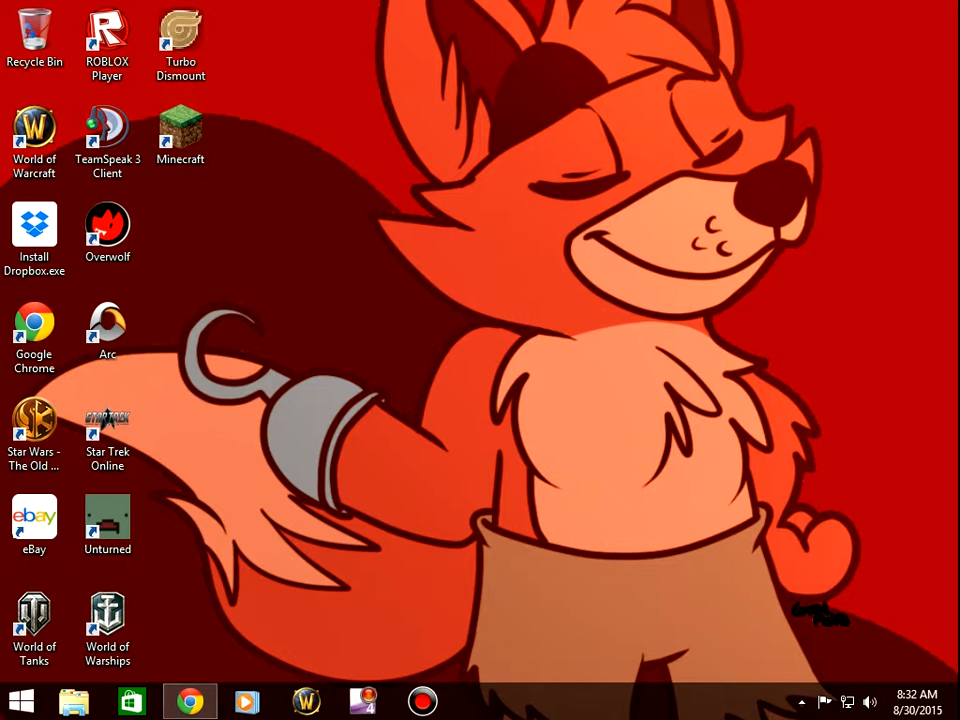 Recycle Bin
ROBLOX
Player
Turbo
Dismount
World of
Warcraft
TeamSpeak 3
Client
Minecraft
Install
Dropbox.exe
Overwolf
Google
Chrome
Arc
Star Wars -
The Old ...
STAR TREK
Star Trek
Online
ebay
eBay
Unturned
World of
Tanks
World of
Warships
8:32 AM
8/30/2015